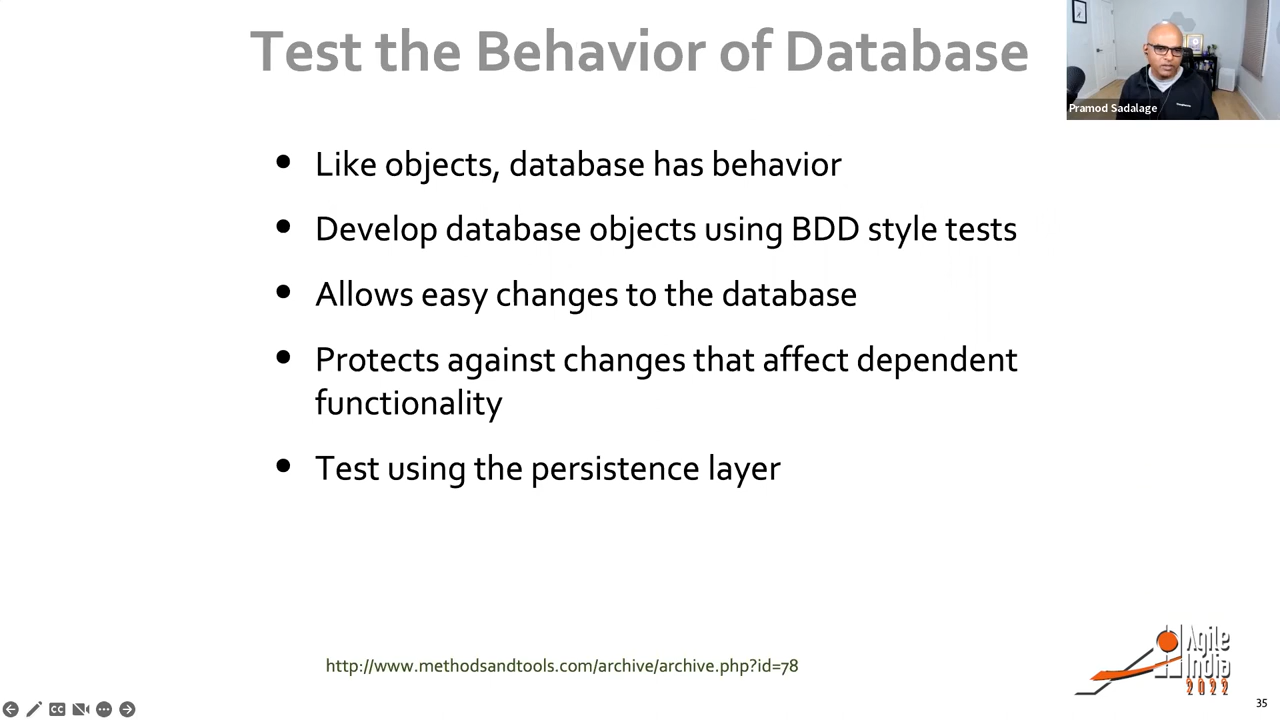 Test the Behavior of Database
Pramod Sadalage
• Like objects, database has behavior
• Develop database objects using BDD style tests
• Allows easy changes to the database
• Protects against changes that affect dependent
functionality
• Test using the persistence layer
http://www.methodsandtools.com/archive/archive.php?id=78
Agile
India
2022
35
CC